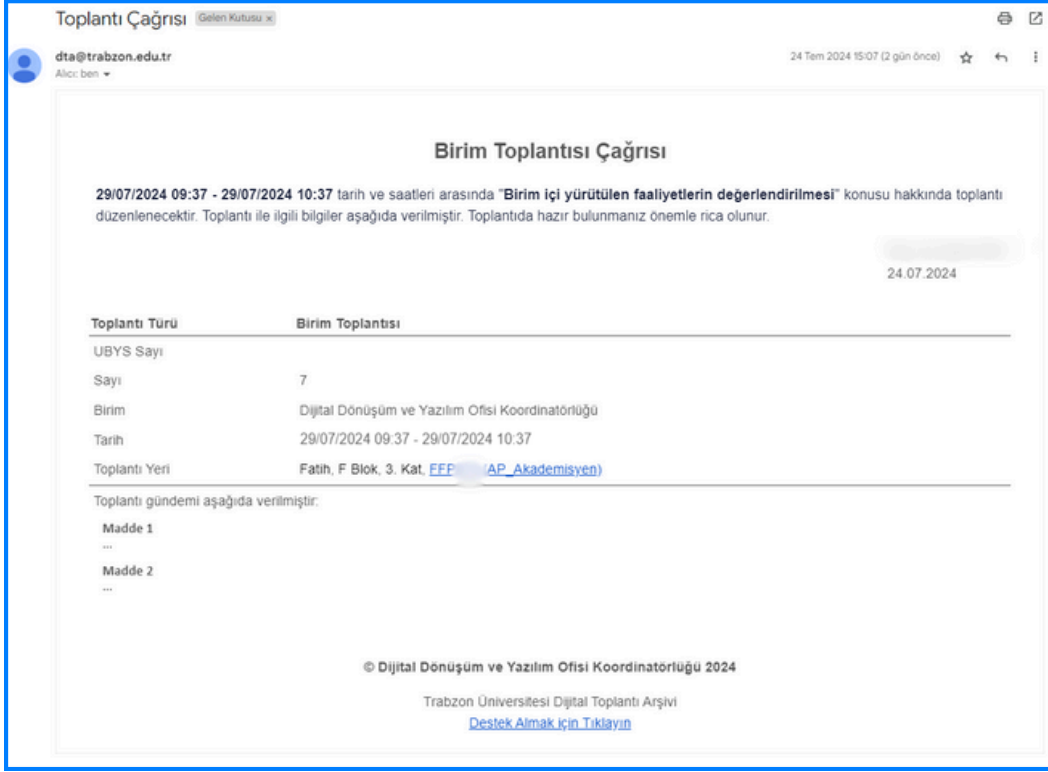 Toplantı Çağrısı Gelen Kutusu x
dta@trabzon.edu.tr 24 Tem 2024 15:07 (2 gün önce)
Alıcı: ben
Birim Toplantısı Çağrısı
29/07/2024 09:37 - 29/07/2024 10:37 tarih ve saatleri arasında "Birim içi yürütülen faaliyetlerin değerlendirilmesi" konusu hakkında toplantı
düzenlenecektir. Toplantı ile ilgili bilgiler aşağıda verilmiştir. Toplantıda hazır bulunmanız önemle rica olunur.
24.07.2024
Toplantı Türü Birim Toplantısı
UBYS Sayı
Sayı 7
Birim Dijital Dönüşüm ve Yazılım Ofisi Koordinatörlüğü
Tarih 29/07/2024 09:37 - 29/07/2024 10:37
Toplantı Yeri Fatih, F Blok, 3. Kat, (AP_Akademisyen)
Toplantı gündemi aşağıda verilmiştir:
Madde 1
...
Madde 2
...
© Dijital Dönüşüm ve Yazılım Ofisi Koordinatörlüğü 2024
Trabzon Üniversitesi Dijital Toplantı Arşivi
Destek Almak için Tıklayın